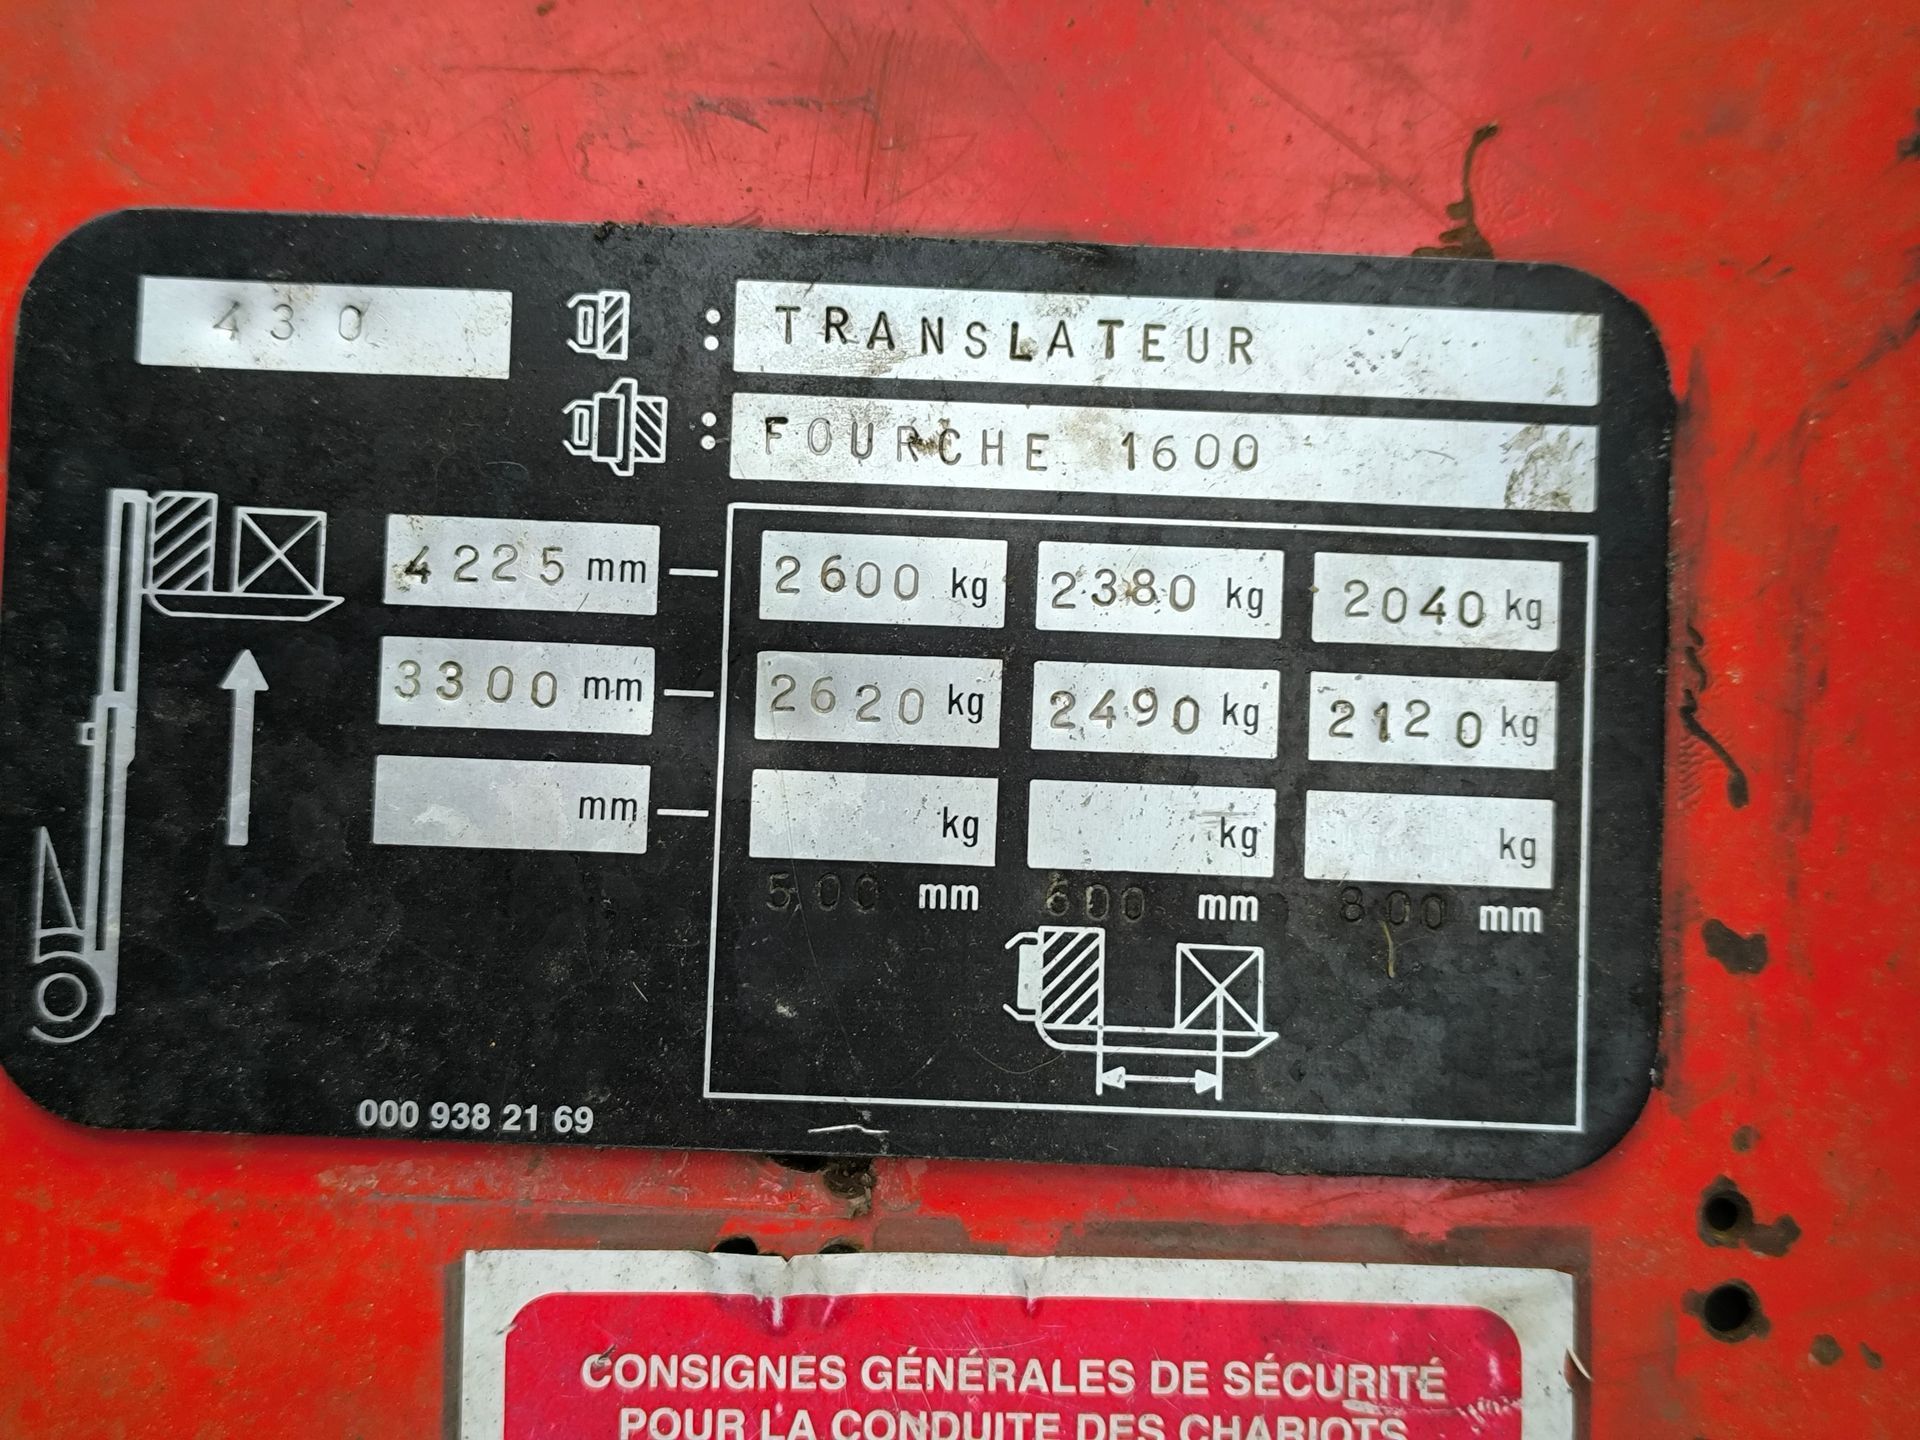 430 : TRANSLATEUR
: FOURCHE 1600
4225 mm 2600 kg 2380 kg 2040 kg
3300 mm 2620 kg 2490 kg 2120 kg
mm kg kg kg
500 mm 600 mm 800 mm
000 938 21 69
CONSIGNES GÉNÉRALES DE SÉCURITÉ
POUR LA CONDUITE DES CHARIOTS